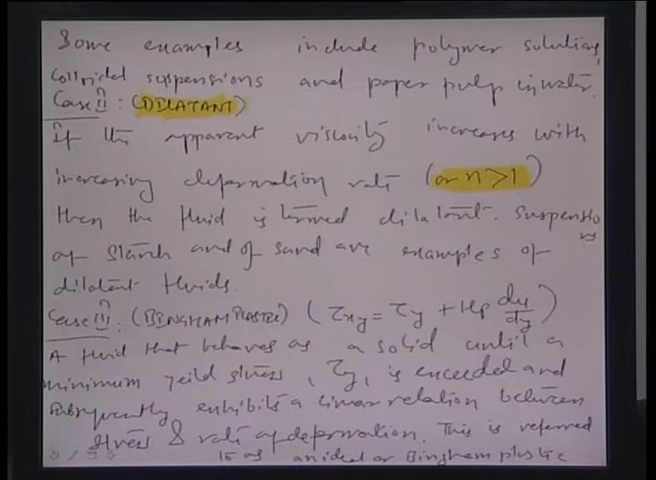 Some examples include polymer solutions,
colloidal suspensions and paper pulp in water.
Case II : (DILATANT)
If the apparent viscosity increases with
increasing deformation rate (or n>1)
then the fluid is termed dilatant. Suspensions
of starch and of sand are examples of
dilatant fluids.
Case III : (BINGHAM PLASTIC) (τxy = τy + μp du/dy)
A fluid that behaves as a solid until a
minimum yeild stress, τy, is exceeded and
subsequently exhibits a linear relation between
stress & rate of deformation. This is referred
to as an ideal or Bingham plastic